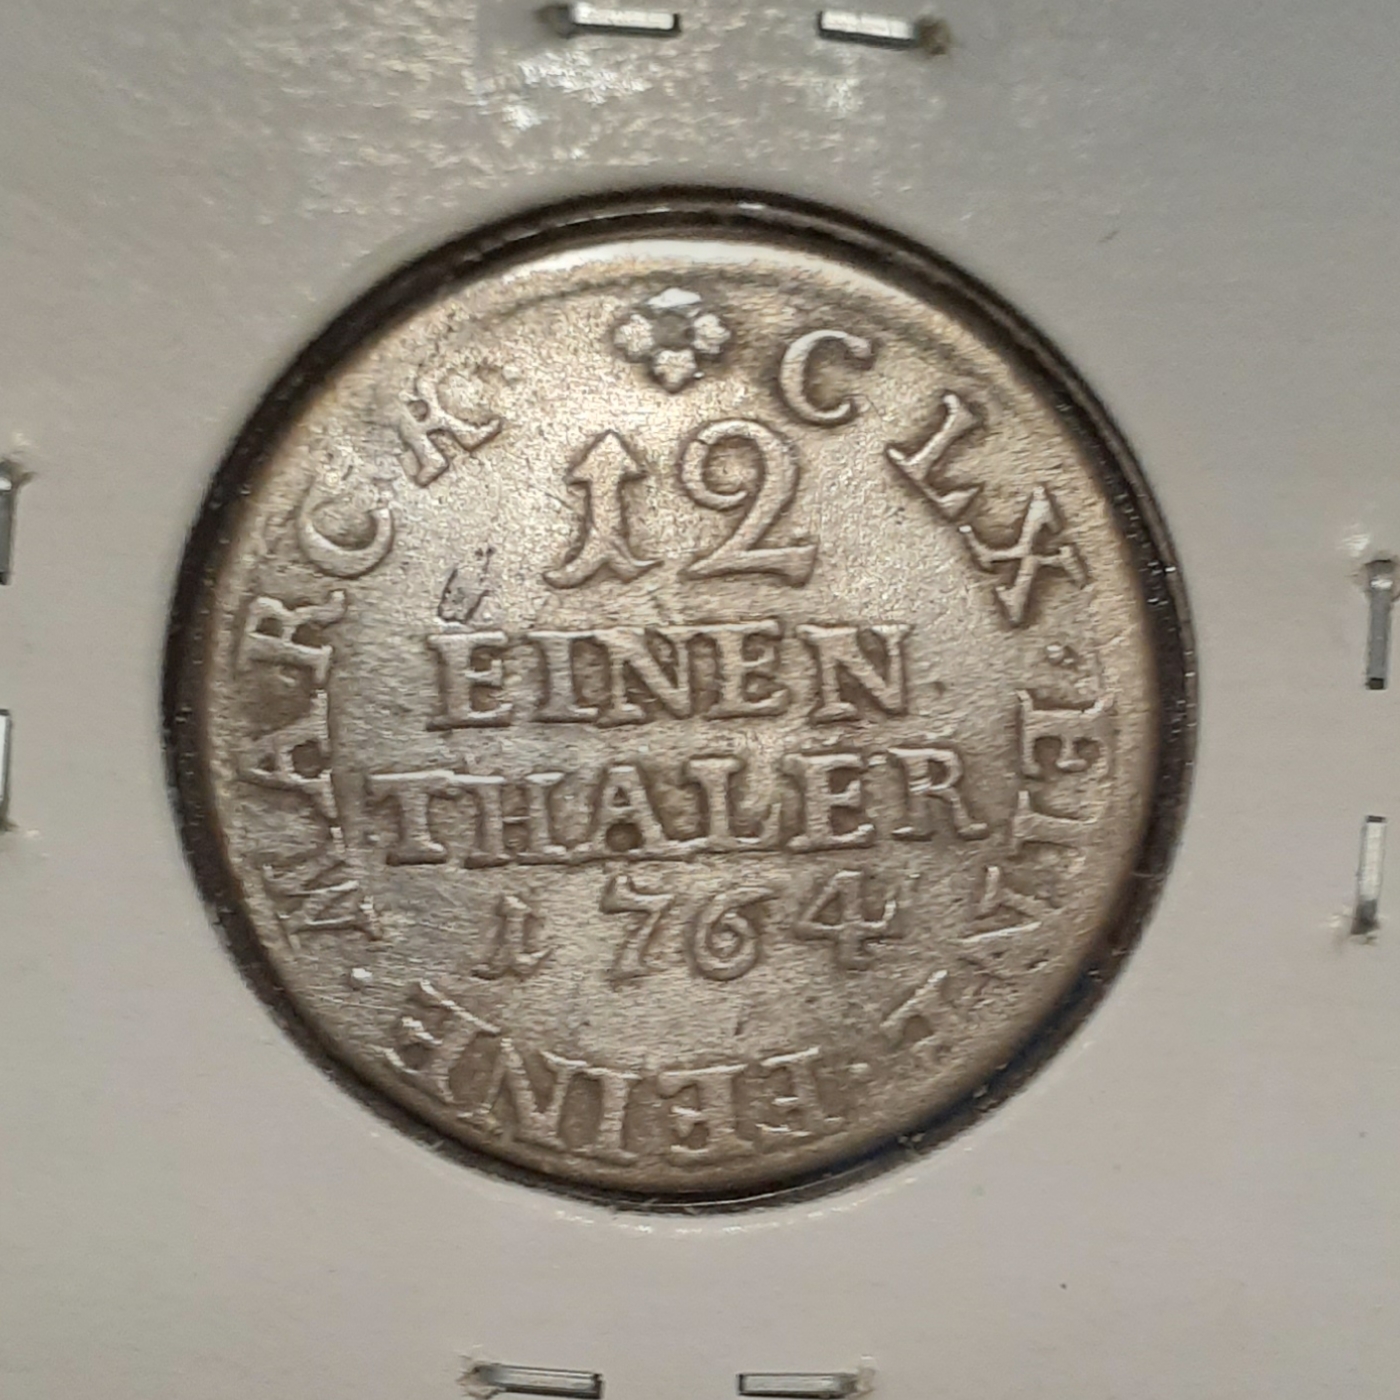 12
EINEN
THALER
1764
CLX · EINE · FEINE · MARCK ·